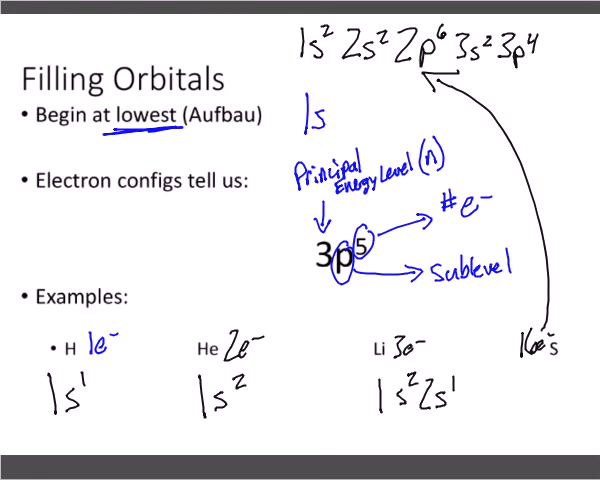 1s² 2s² 2p⁶ 3s² 3p⁴
Filling Orbitals
• Begin at lowest (Aufbau) 1s
• Electron configs tell us:
Principal
Energy Level (n)
# e⁻
3p⁵
Sublevel
• Examples:
• H 1e⁻ He 2e⁻ Li 3e⁻ 16e⁻ S
1s¹ 1s² 1s² 2s¹